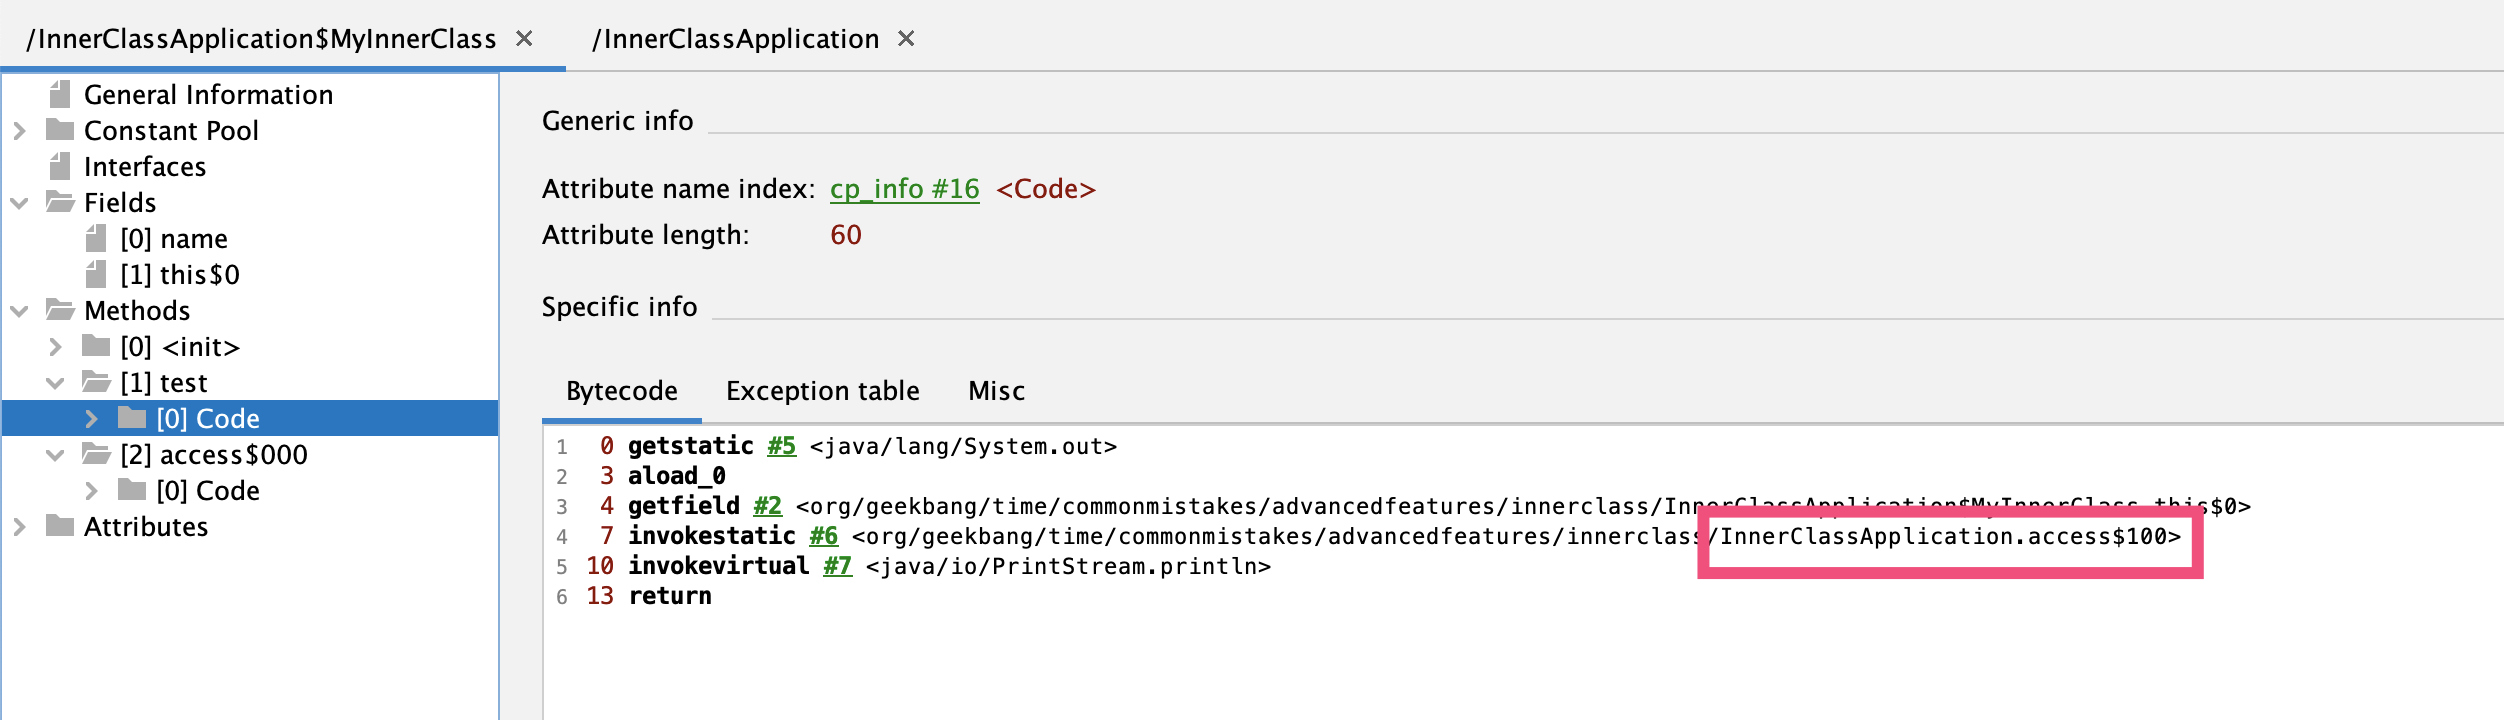 /InnerClassApplication$MyInnerClass ×
/InnerClassApplication ×
General Information
Constant Pool
Interfaces
Fields
[0] name
[1] this$0
Methods
[0] <init>
[1] test
[0] Code
[2] access$000
[0] Code
Attributes
Generic info
Attribute name index: cp_info #16 <Code>
Attribute length: 60
Specific info
Bytecode Exception table Misc
1 0 getstatic #5 <java/lang/System.out>
2 3 aload_0
3 4 getfield #2 <org/geekbang/time/commonmistakes/advancedfeatures/innerclass/InnerClassApplication$MyInnerClass.this$0>
4 7 invokestatic #6 <org/geekbang/time/commonmistakes/advancedfeatures/innerclass/InnerClassApplication.access$100>
5 10 invokevirtual #7 <java/io/PrintStream.println>
6 13 return